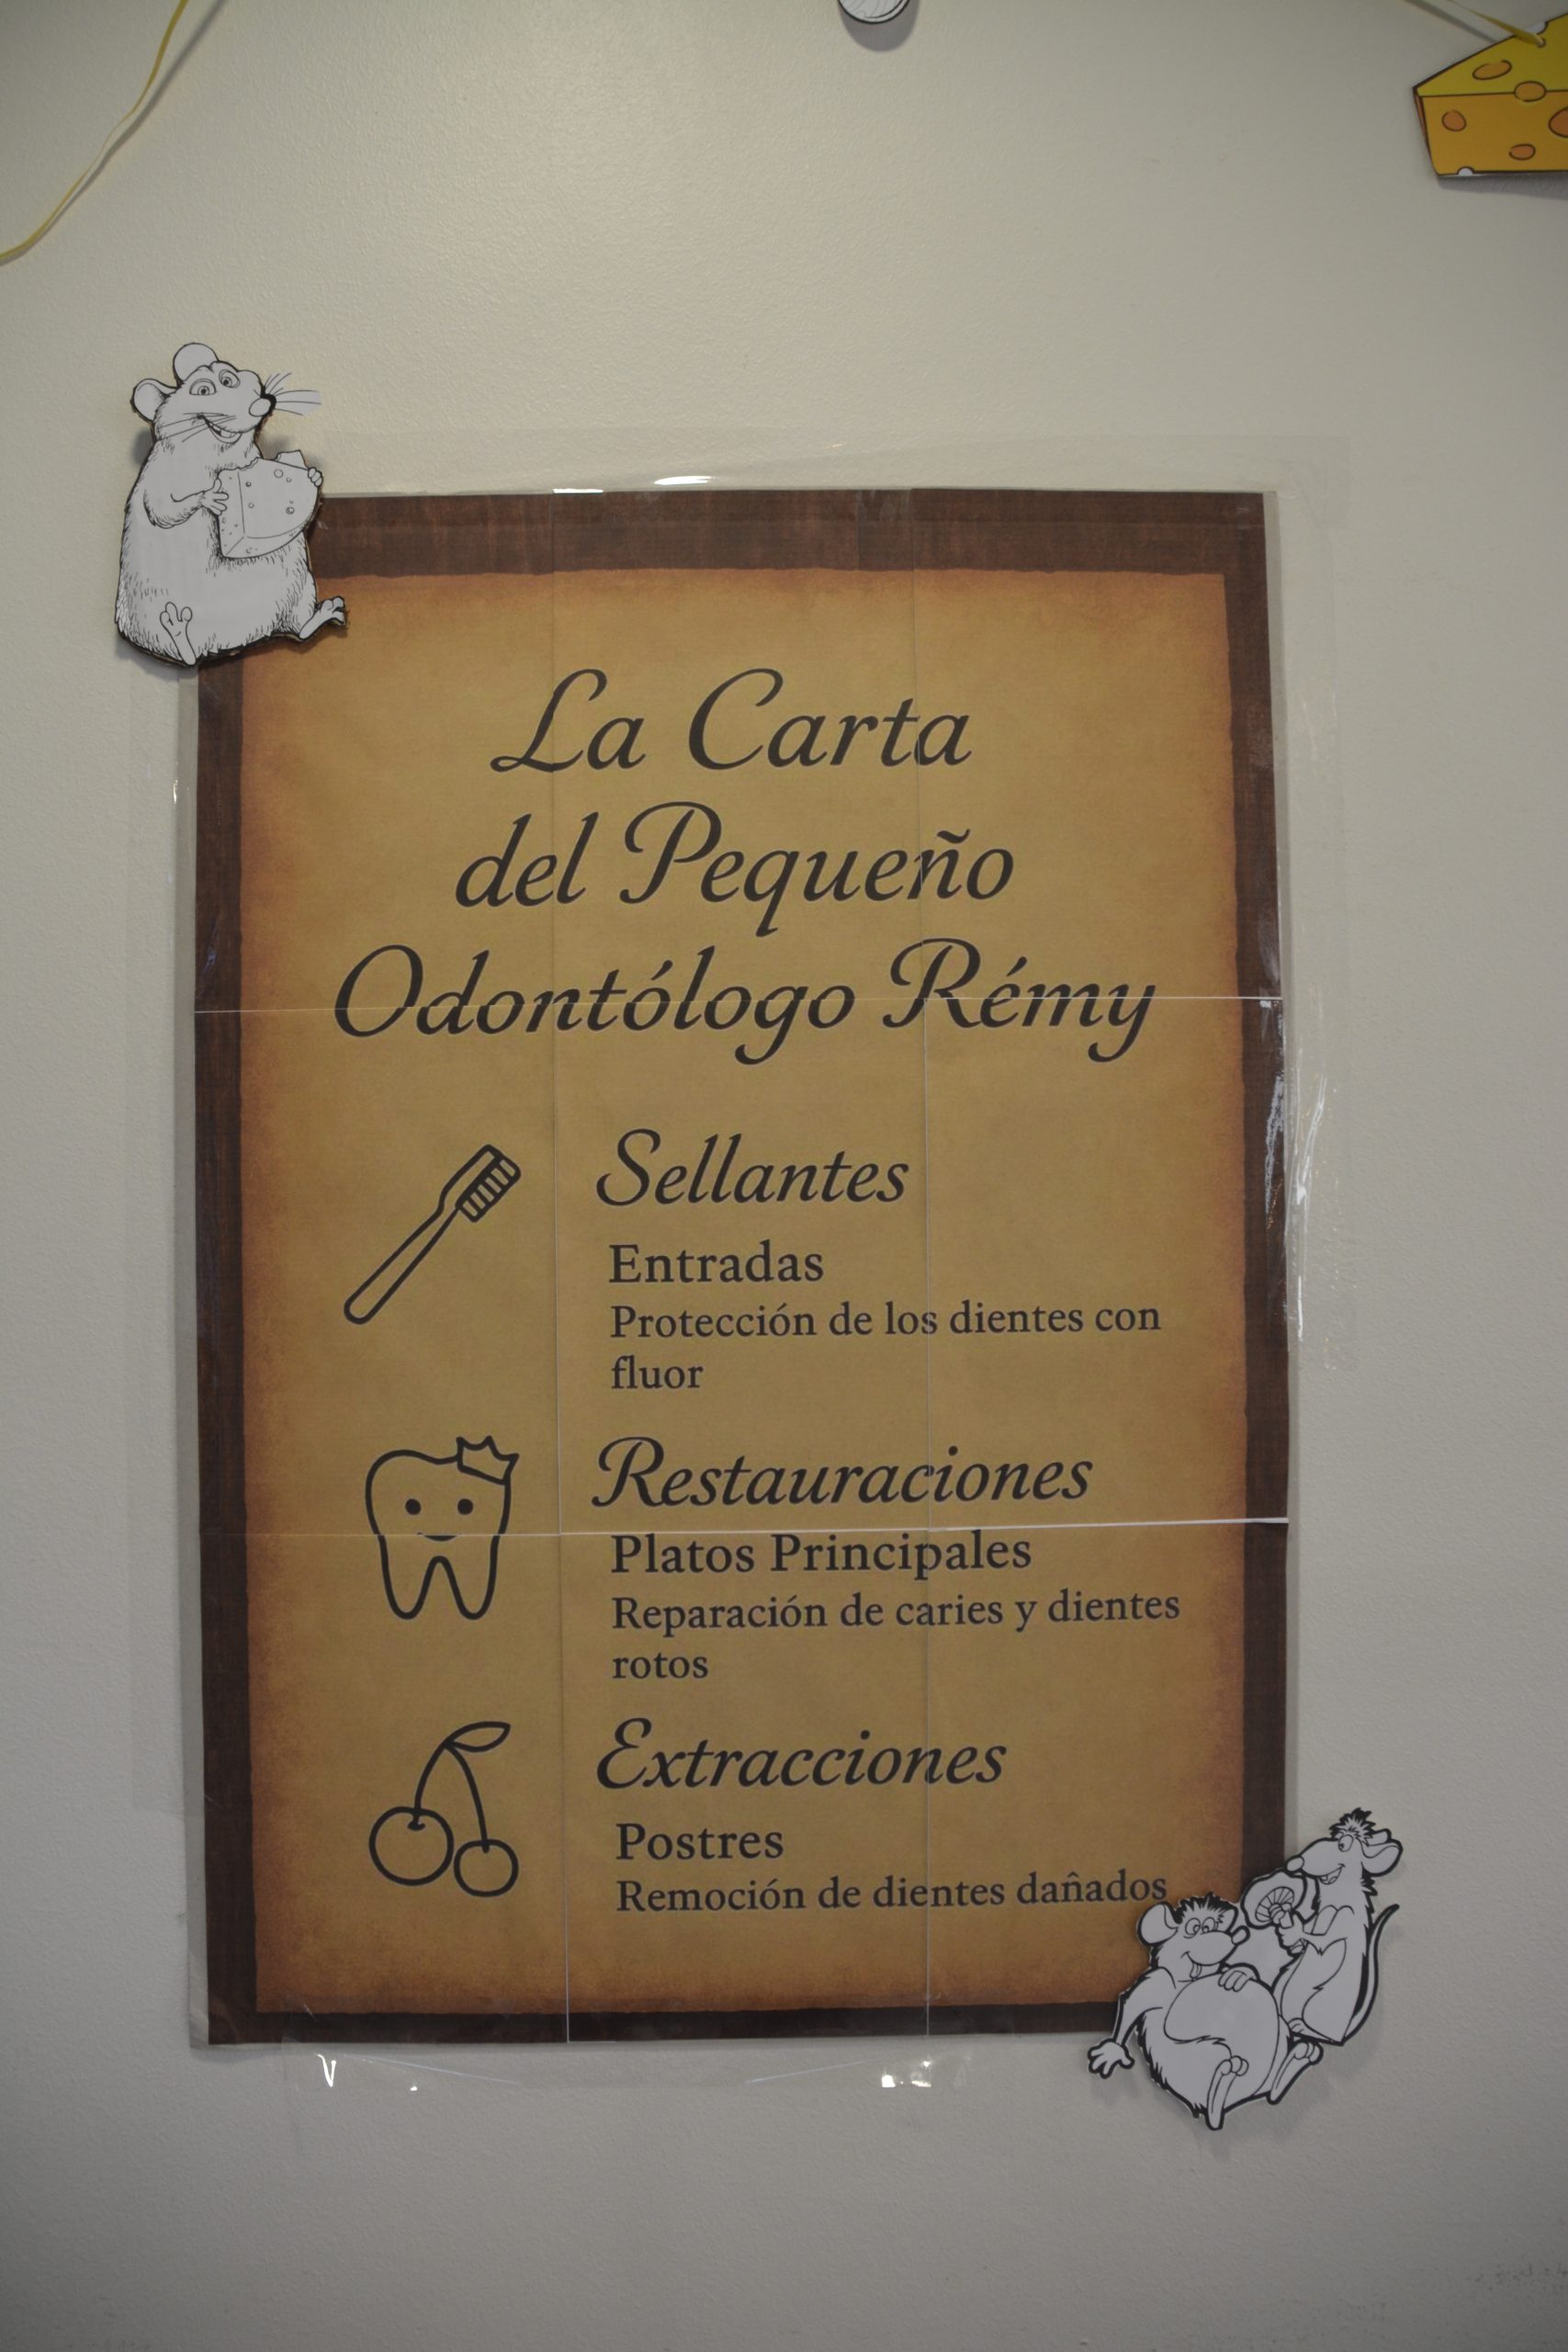 La Carta
del Pequeño
Odontólogo Rémy
Sellantes
Entradas
Protección de los dientes con
fluor
Restauraciones
Platos Principales
Reparación de caries y dientes
rotos
Extracciones
Postres
Remoción de dientes dañados